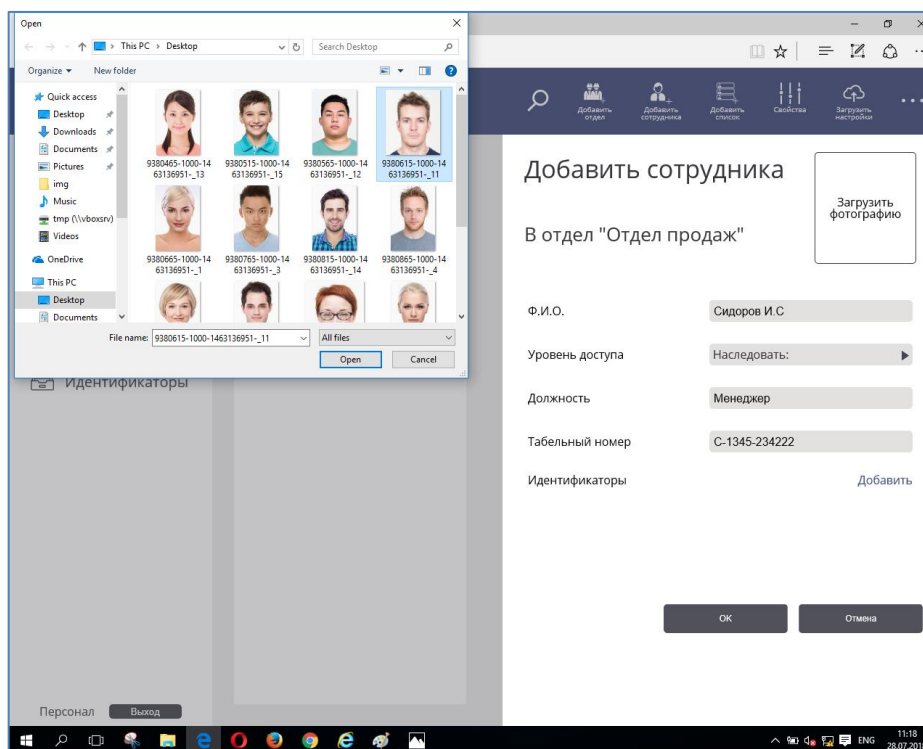 Open
This PC > Desktop
Search Desktop
Organize
New folder
Quick access
Desktop
Downloads
Documents
Pictures
img
Music
tmp (\\vboxsrv)
Videos
OneDrive
This PC
Desktop
Documents
9380465-1000-14
63136951-_13
9380515-1000-14
63136951-_15
9380565-1000-14
63136951-_12
9380615-1000-14
63136951-_11
9380665-1000-14
63136951-_1
9380765-1000-14
63136951-_3
9380815-1000-14
63136951-_14
9380865-1000-14
63136951-_4
File name: 9380615-1000-1463136951-_11
All files
Open
Cancel
Добавить
отдел
Добавить
сотрудника
Добавить
список
Свойства
Загрузить
настройки
Добавить сотрудника
В отдел "Отдел продаж"
Загрузить
фотографию
Ф.И.О.
Сидоров И.С
Уровень доступа
Наследовать:
Должность
Менеджер
Табельный номер
С-1345-234222
Идентификаторы
Добавить
OK
Отмена
Идентификаторы
Персонал
Выход
ENG
11:18